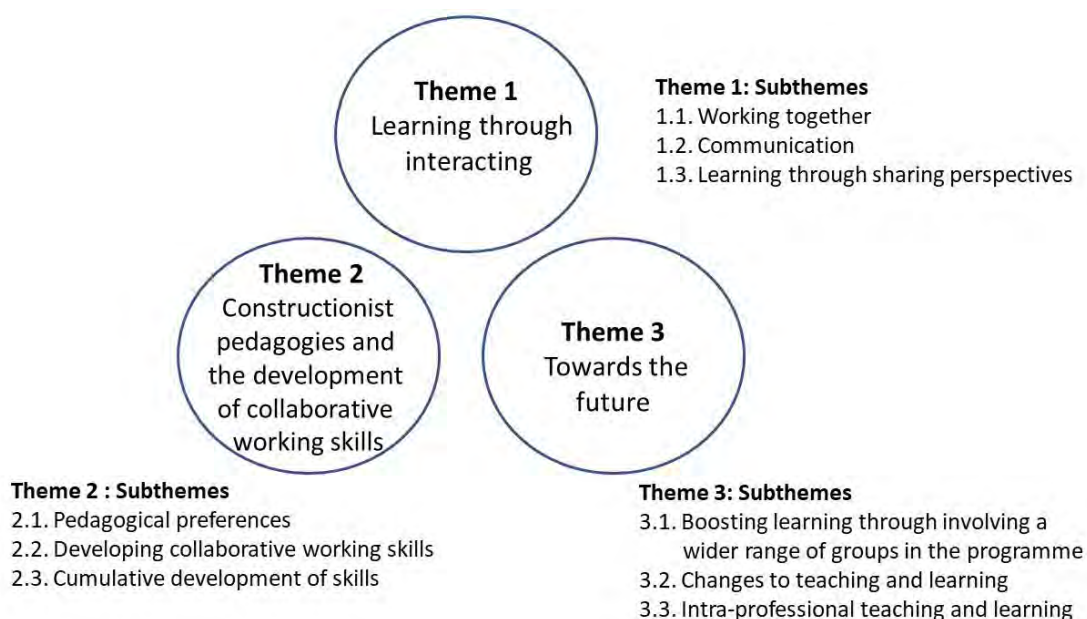 Theme 1
Learning through
interacting
Theme 1: Subthemes
1.1. Working together
1.2. Communication
1.3. Learning through sharing perspectives
Theme 2
Constructionist
pedagogies and
the development
of collaborative
working skills
Theme 3
Towards the
future
Theme 2 : Subthemes
2.1. Pedagogical preferences
2.2. Developing collaborative working skills
2.3. Cumulative development of skills
Theme 3: Subthemes
3.1. Boosting learning through involving a
wider range of groups in the programme
3.2. Changes to teaching and learning
3.3. Intra-professional teaching and learning